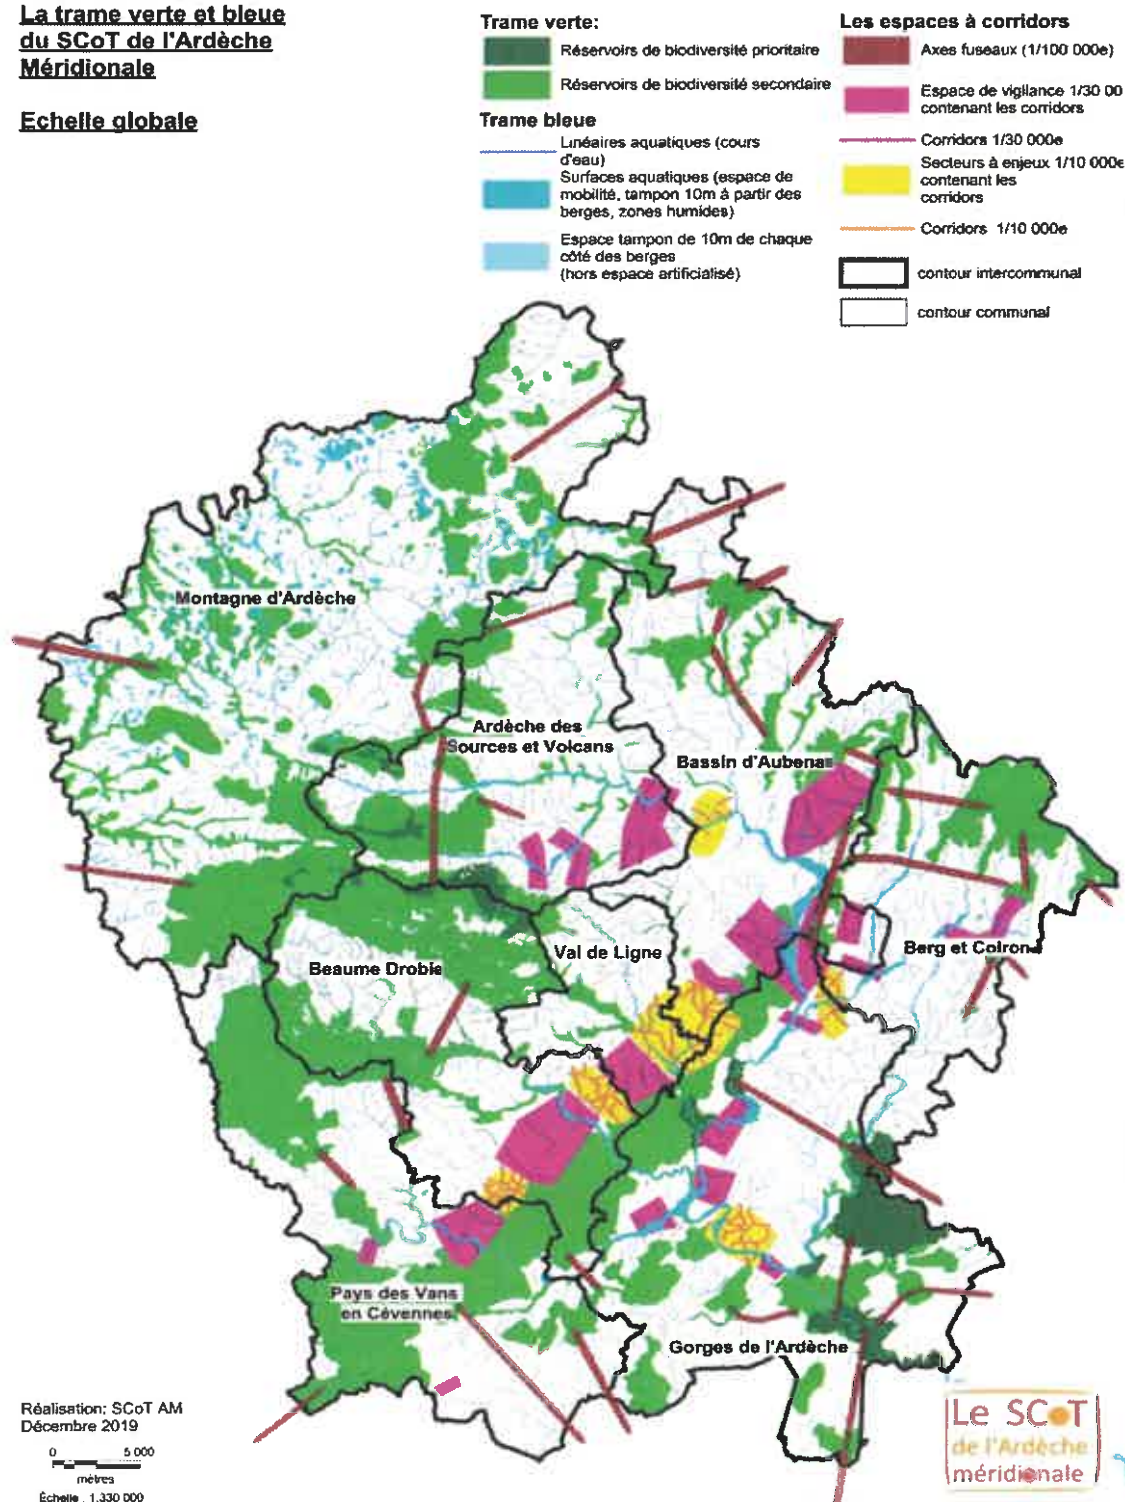 La trame verte et bleue
du SCoT de l'Ardèche
Méridionale
Echelle globale
Trame verte:
Réservoirs de biodiversité prioritaire
Réservoirs de biodiversité secondaire
Trame bleue
Linéaires aquatiques (cours
d'eau)
Surfaces aquatiques (espace de
mobilité, tampon 10m à partir des
berges, zones humides)
Espace tampon de 10m de chaque
côté des berges
(hors espace artificialisé)
Les espaces à corridors
Axes fuseaux (1/100 000e)
Espace de vigilance 1/30 00
contenant les corridors
Corridors 1/30 000e
Secteurs à enjeux 1/10 000e
contenant les
corridors
Corridors 1/10 000e
contour intercommunal
contour communal
Montagne d'Ardèche
Ardèche des
Sources et Volcans
Bassin d'Aubenas
Berg et Coiron
Val de Ligne
Beaume Drobie
Pays des Vans
en Cévennes
Gorges de l'Ardèche
Réalisation: SCoT AM
Décembre 2019
0 5 000
mètres
Échelle : 1.330 000
Le SCOT
de l'Ardèche
méridionale